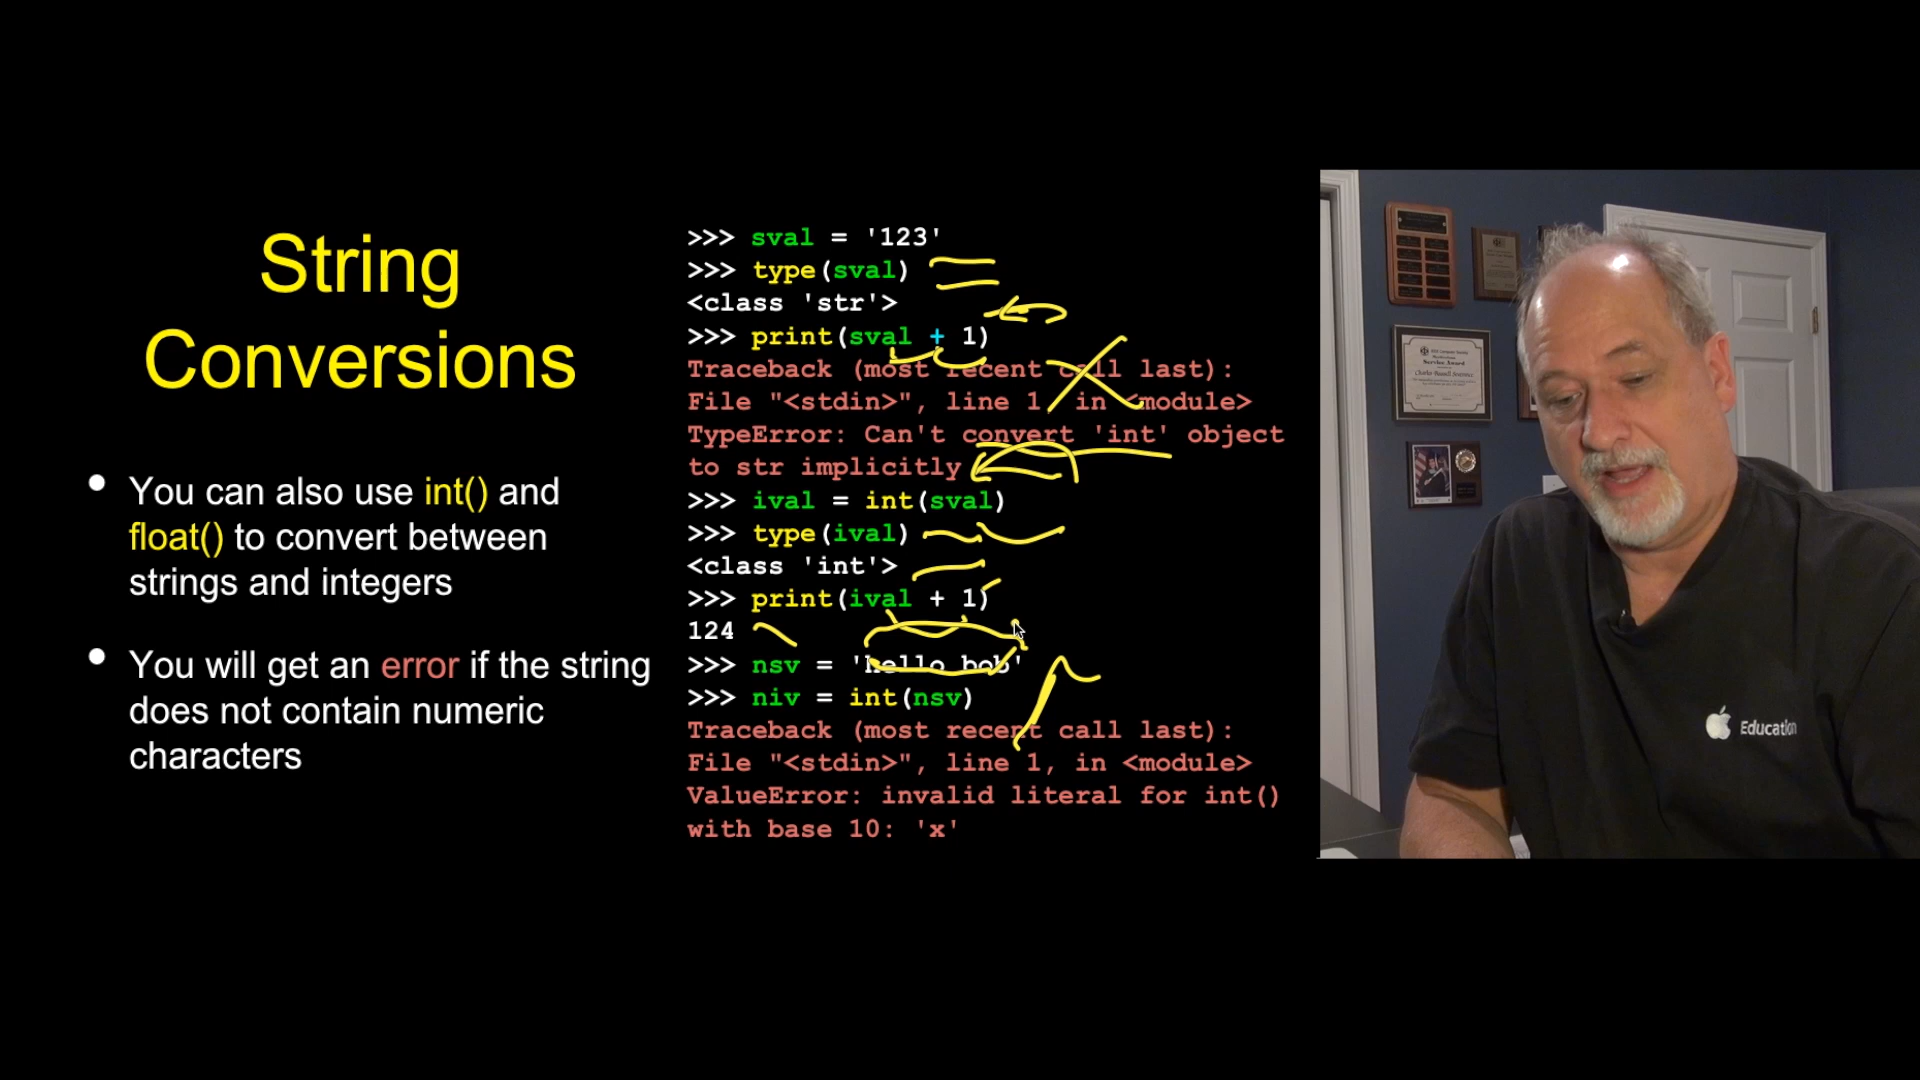 String
Conversions
• You can also use int() and
float() to convert between
strings and integers
• You will get an error if the string
does not contain numeric
characters
>>> sval = '123'
>>> type(sval)
<class 'str'>
>>> print(sval + 1)
Traceback (most recent call last):
File "<stdin>", line 1, in <module>
TypeError: Can't convert 'int' object
to str implicitly
>>> ival = int(sval)
>>> type(ival)
<class 'int'>
>>> print(ival + 1)
124
>>> nsv = 'hello bob'
>>> niv = int(nsv)
Traceback (most recent call last):
File "<stdin>", line 1, in <module>
ValueError: invalid literal for int()
with base 10: 'x'
Education